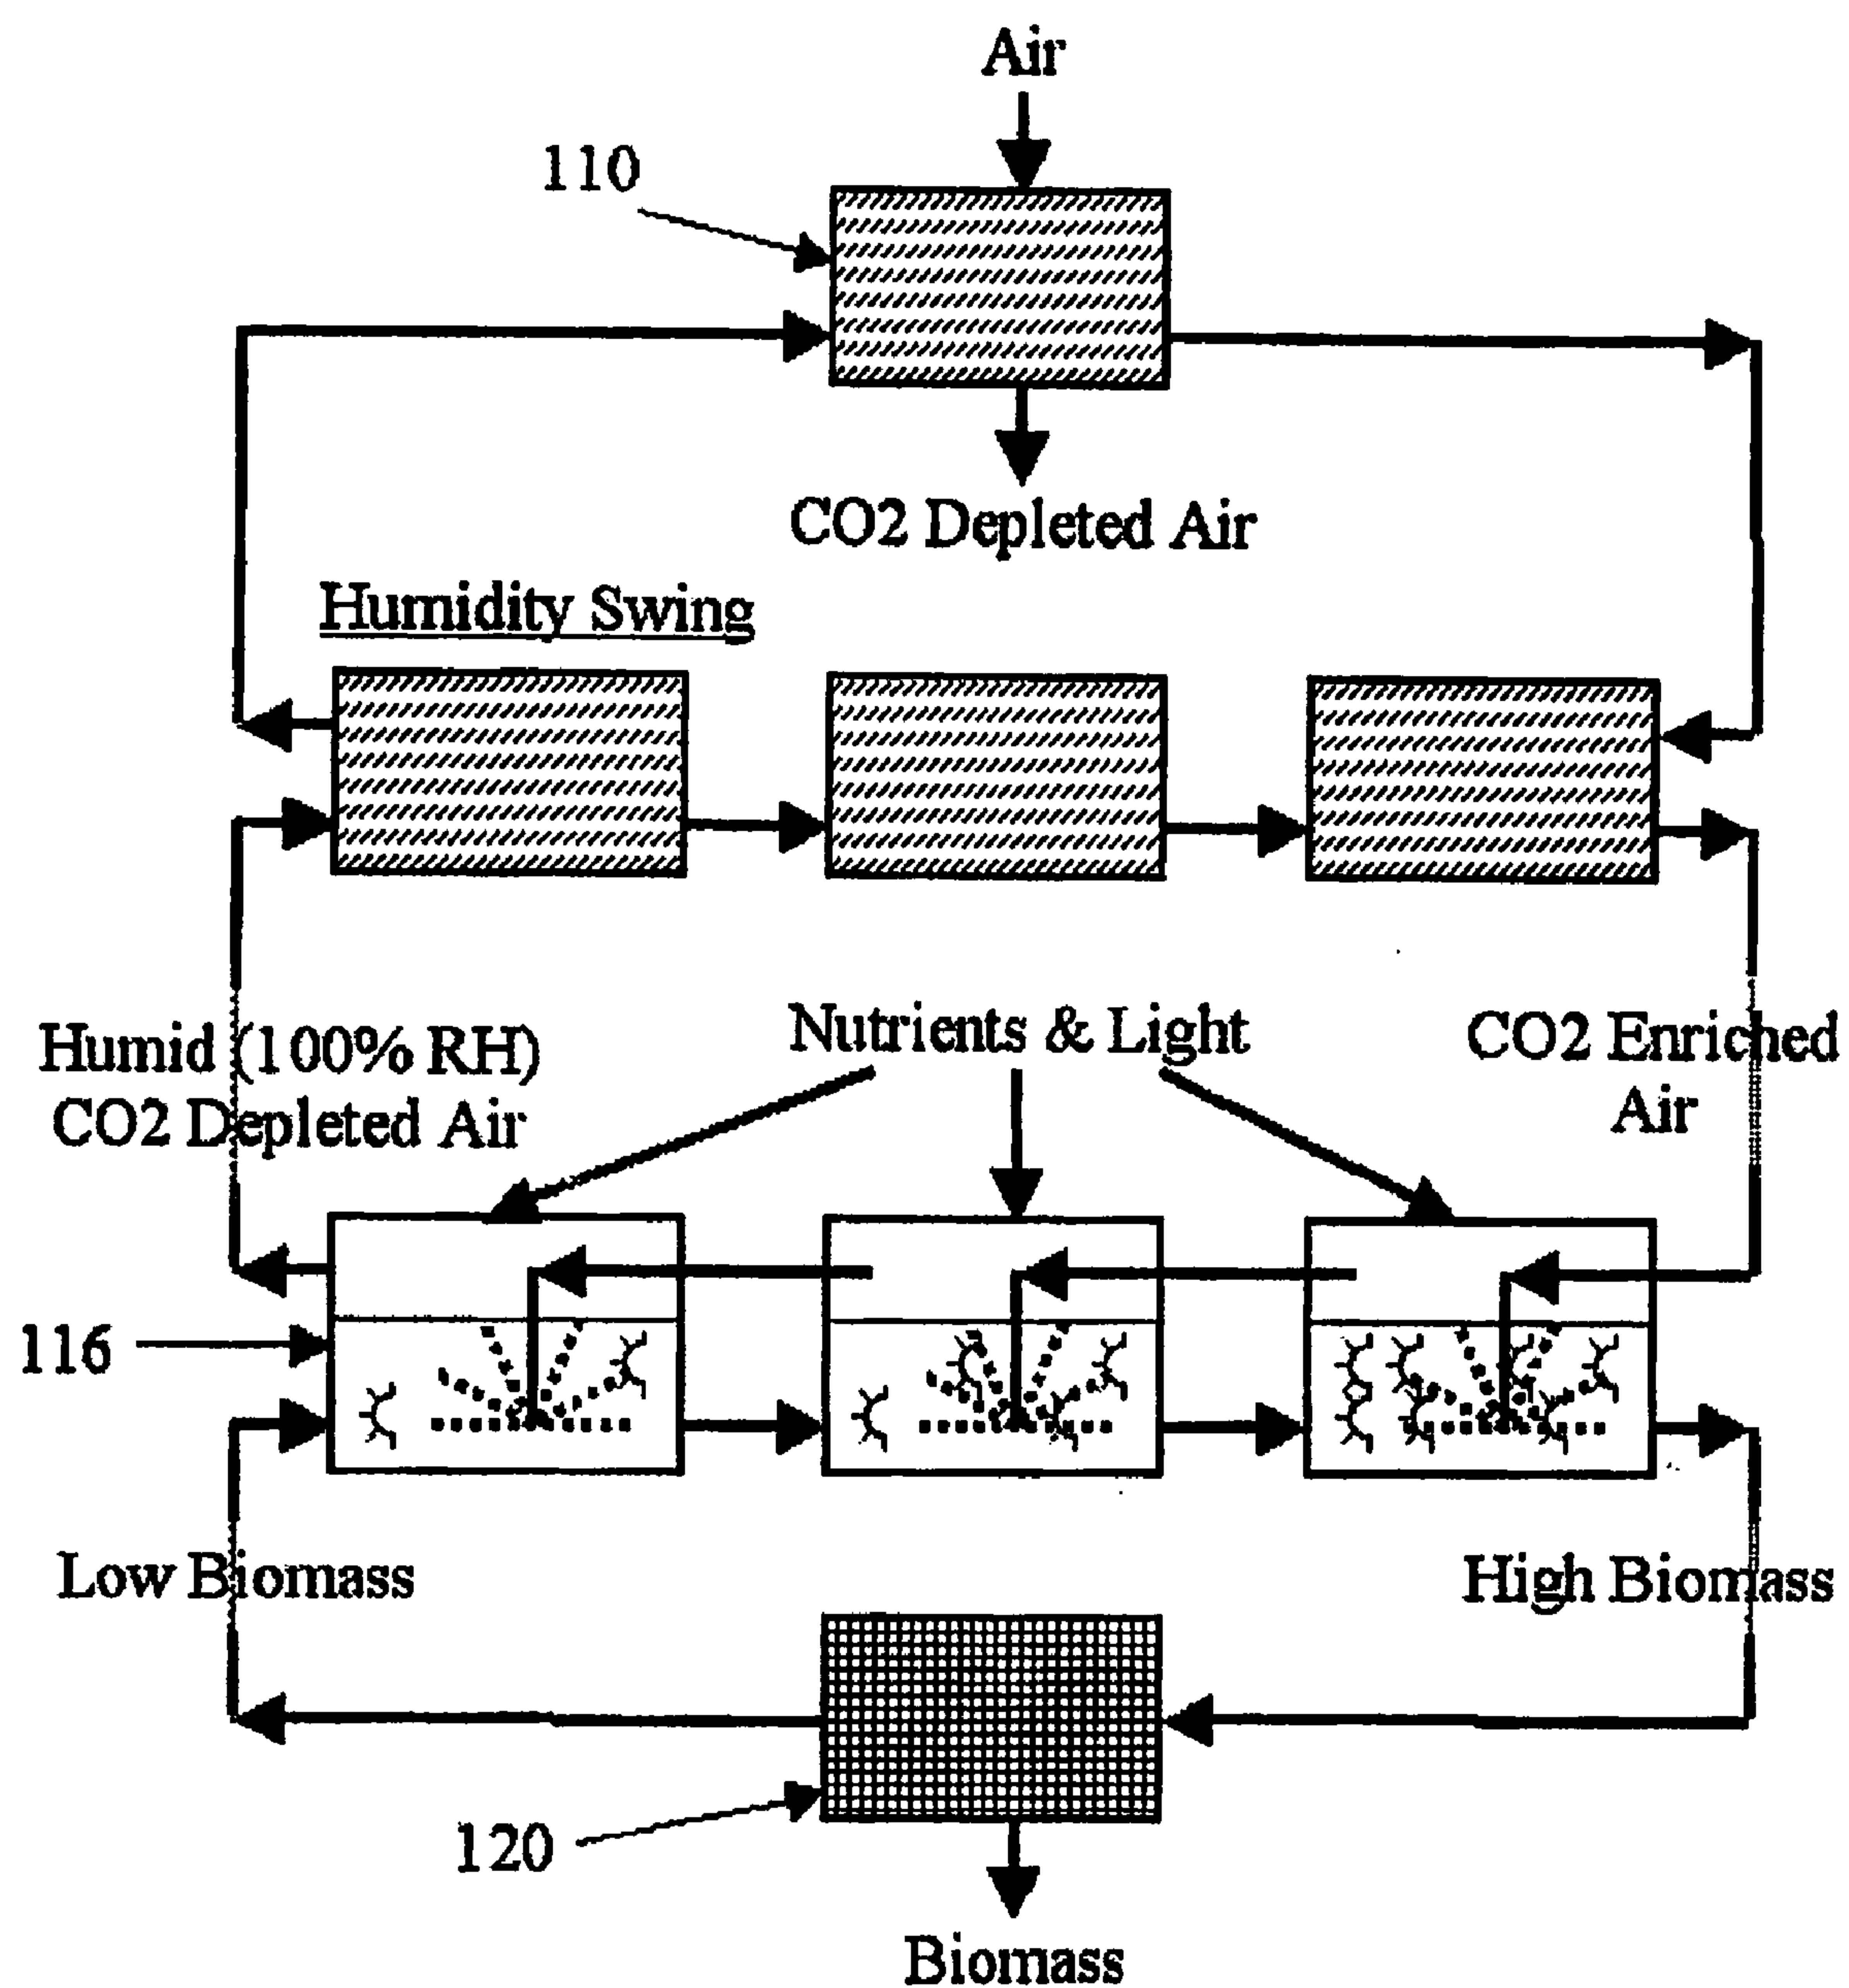 Air
110
CO2 Depleted Air
Humidity Swing
Humid (100% RH)
CO2 Depleted Air
Nutrients & Light
CO2 Enriched
Air
116
Low Biomass
High Biomass
120
Biomass